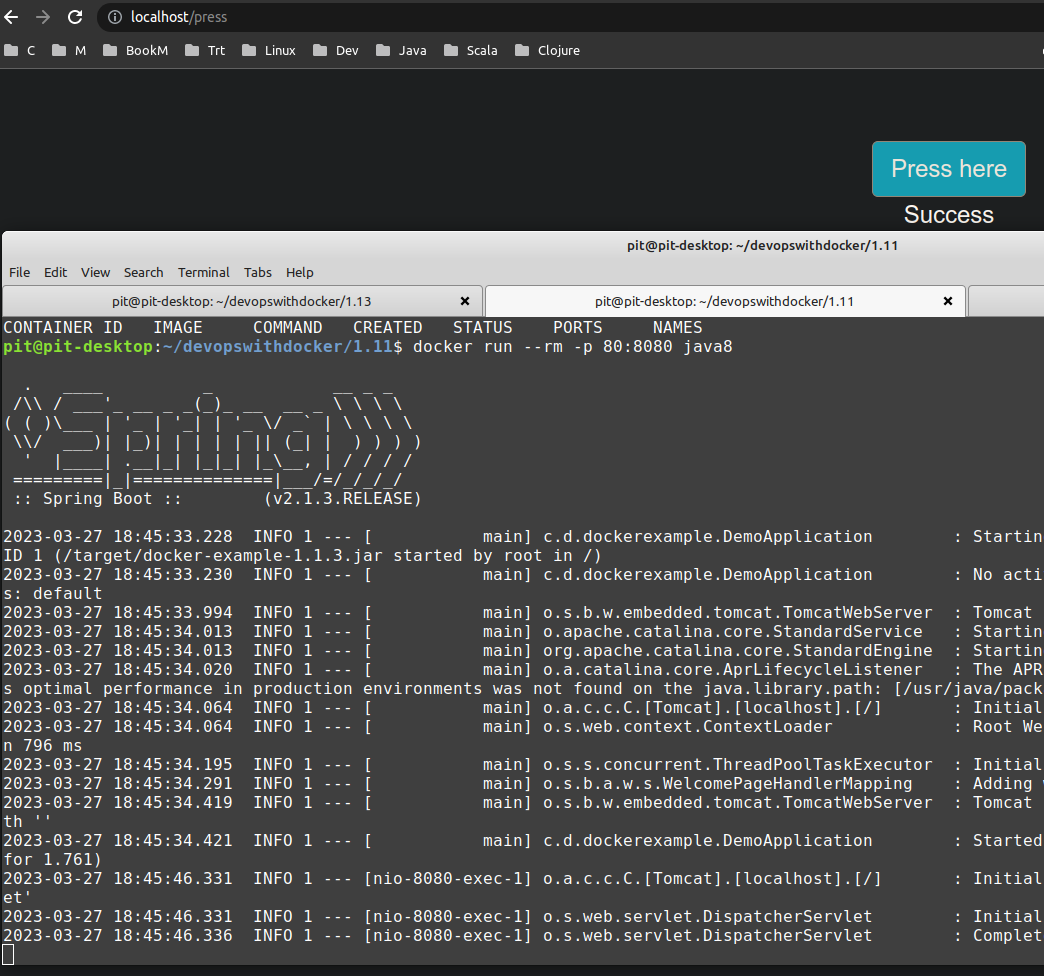 localhost/press
C M BookM Trt Linux Dev Java Scala Clojure
Press here
Success
pit@pit-desktop: ~/devopswithdocker/1.11
File Edit View Search Terminal Tabs Help
pit@pit-desktop: ~/devopswithdocker/1.13 × pit@pit-desktop: ~/devopswithdocker/1.11 ×
CONTAINER ID   IMAGE     COMMAND   CREATED   STATUS    PORTS     NAMES
pit@pit-desktop:~/devopswithdocker/1.11$ docker run --rm -p 80:8080 java8
  .   ____          _            __ _ _
 /\\ / ___'_ __ _ _(_)_ __  __ _ \ \ \ \
( ( )\___ | '_ | '_| | '_ \/ _` | \ \ \ \
 \\/  ___)| |_)| | | | | || (_| |  ) ) ) )
  '  |____| .__|_| |_|_| |_\__, | / / / /
 =========|_|==============|___/=/_/_/_/
 :: Spring Boot ::        (v2.1.3.RELEASE)
2023-03-27 18:45:33.228  INFO 1 --- [           main] c.d.dockerexample.DemoApplication        : Startin
ID 1 (/target/docker-example-1.1.3.jar started by root in /)
2023-03-27 18:45:33.230  INFO 1 --- [           main] c.d.dockerexample.DemoApplication        : No acti
s: default
2023-03-27 18:45:33.994  INFO 1 --- [           main] o.s.b.w.embedded.tomcat.TomcatWebServer  : Tomcat
2023-03-27 18:45:34.013  INFO 1 --- [           main] o.apache.catalina.core.StandardService   : Startin
2023-03-27 18:45:34.013  INFO 1 --- [           main] org.apache.catalina.core.StandardEngine  : Startin
2023-03-27 18:45:34.020  INFO 1 --- [           main] o.a.catalina.core.AprLifecycleListener   : The APR
s optimal performance in production environments was not found on the java.library.path: [/usr/java/pack
2023-03-27 18:45:34.064  INFO 1 --- [           main] o.a.c.c.C.[Tomcat].[localhost].[/]       : Initial
2023-03-27 18:45:34.064  INFO 1 --- [           main] o.s.web.context.ContextLoader            : Root We
n 796 ms
2023-03-27 18:45:34.195  INFO 1 --- [           main] o.s.s.concurrent.ThreadPoolTaskExecutor  : Initial
2023-03-27 18:45:34.291  INFO 1 --- [           main] o.s.b.a.w.s.WelcomePageHandlerMapping    : Adding
2023-03-27 18:45:34.419  INFO 1 --- [           main] o.s.b.w.embedded.tomcat.TomcatWebServer  : Tomcat
th ''
2023-03-27 18:45:34.421  INFO 1 --- [           main] c.d.dockerexample.DemoApplication        : Started
for 1.761)
2023-03-27 18:45:46.331  INFO 1 --- [nio-8080-exec-1] o.a.c.c.C.[Tomcat].[localhost].[/]       : Initial
et'
2023-03-27 18:45:46.331  INFO 1 --- [nio-8080-exec-1] o.s.web.servlet.DispatcherServlet        : Initial
2023-03-27 18:45:46.336  INFO 1 --- [nio-8080-exec-1] o.s.web.servlet.DispatcherServlet        : Complet